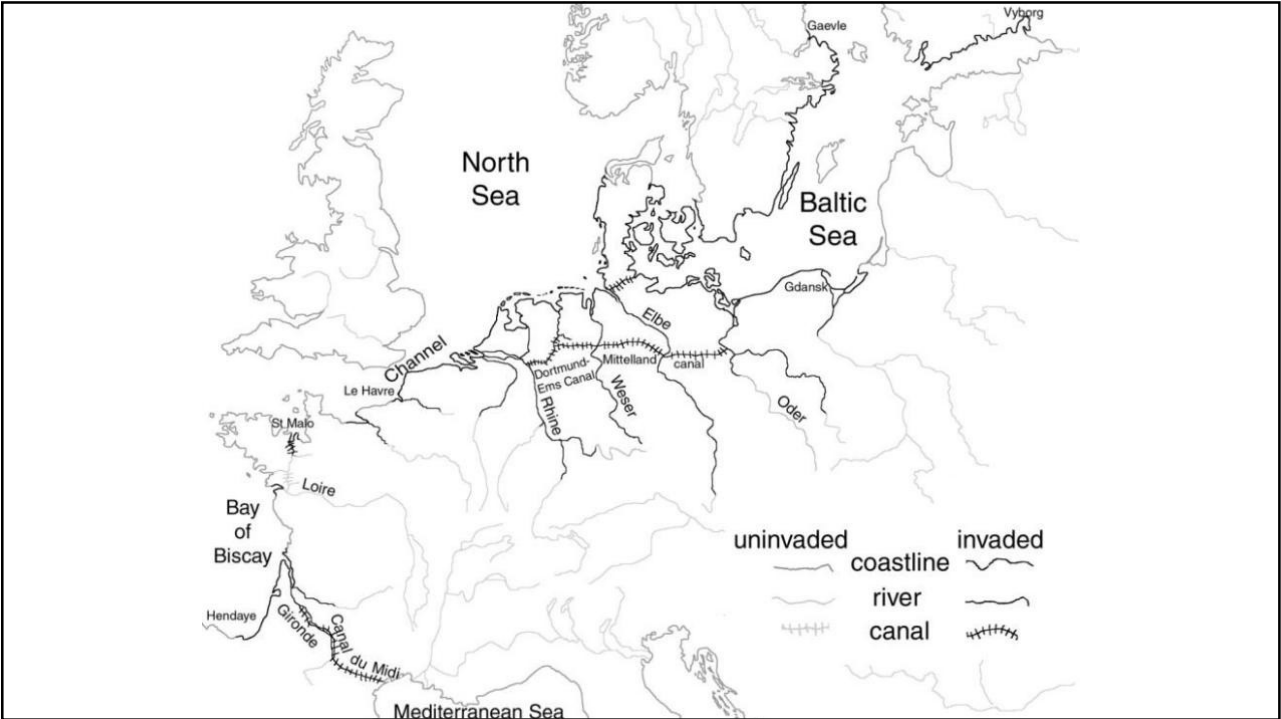 Vyborg
Gaevle
North
Sea
Baltic
Sea
Gdansk
Elbe
Channel
Mittelland
canal
Dortmund-
Ems Canal
Le Havre
Weser
Rhine
Oder
St Malo
Loire
Bay
of
Biscay
uninvaded
invaded
coastline
river
canal
Hendaye
Gironde
Canal
du Midi
Mediterranean Sea